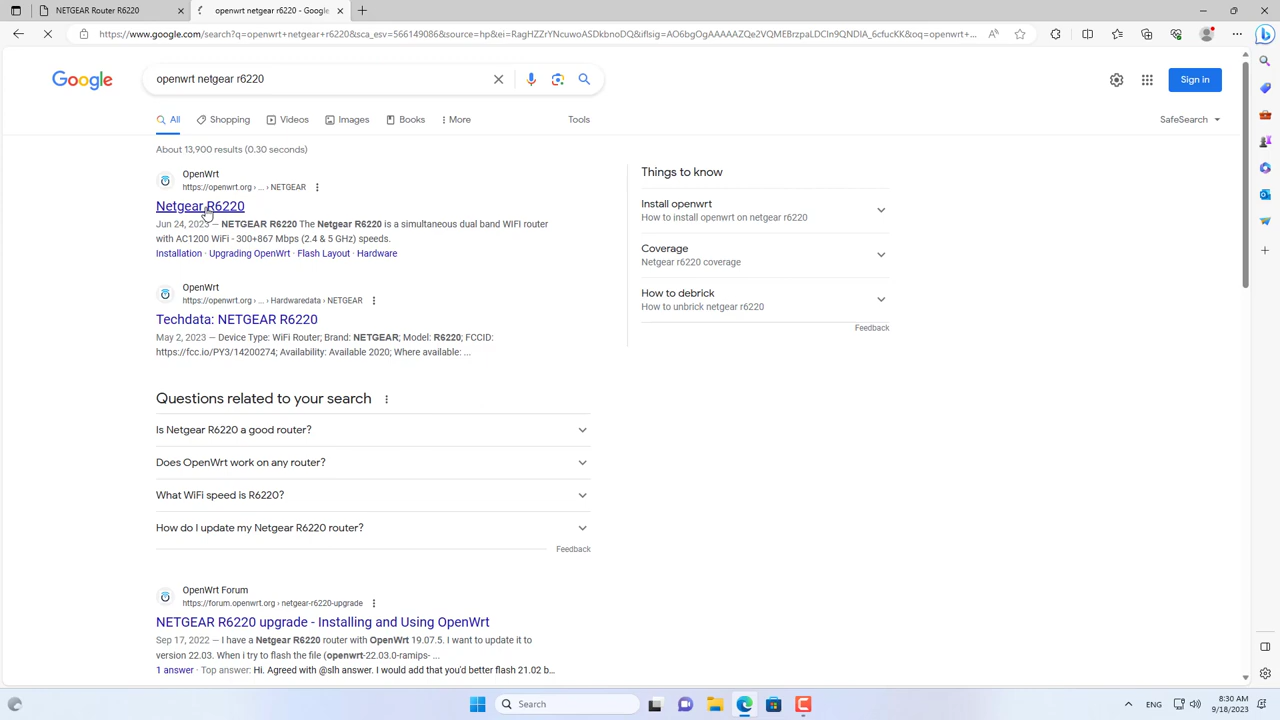 NETGEAR Router R6220
openwrt netgear r6220 - Google
https://www.google.com/search?q=openwrt+netgear+r6220&sca_esv=566149086&source=hp&ei=
Google
openwrt netgear r6220
Sign in
All
Shopping
Videos
Images
Books
More
Tools
SafeSearch
About 13,900 results (0.30 seconds)
OpenWrt
https://openwrt.org › ... › NETGEAR
Netgear R6220
Jun 24, 2023 — NETGEAR R6220 The Netgear R6220 is a simultaneous dual band WIFI router
with AC1200 WiFi - 300+867 Mbps (2.4 & 5 GHz) speeds.
Installation · Upgrading OpenWrt · Flash Layout · Hardware
OpenWrt
https://openwrt.org › ... › Hardwaredata › NETGEAR
Techdata: NETGEAR R6220
May 2, 2023 — Device Type: WiFi Router; Brand: NETGEAR; Model: R6220; FCCID:
https://fcc.io/PY3/14200274; Availability: Available 2020; Where available: ...
Questions related to your search
Is Netgear R6220 a good router?
Does OpenWrt work on any router?
What WiFi speed is R6220?
How do I update my Netgear R6220 router?
Feedback
OpenWrt Forum
https://forum.openwrt.org › netgear-r6220-upgrade
NETGEAR R6220 upgrade - Installing and Using OpenWrt
Sep 17, 2022 — I have a Netgear R6220 router with OpenWrt 19.07.5. I want to update it to
version 22.03. When i try to flash the file (openwrt-22.03.0-ramips- ...
1 answer · Top answer: Hi. Agreed with @slh answer. I would add that you'd better flash 21.02 b...
Things to know
Install openwrt
How to install openwrt on netgear r6220
Coverage
Netgear r6220 coverage
How to debrick
How to unbrick netgear r6220
Feedback
Search
ENG
8:30 AM
9/18/2023